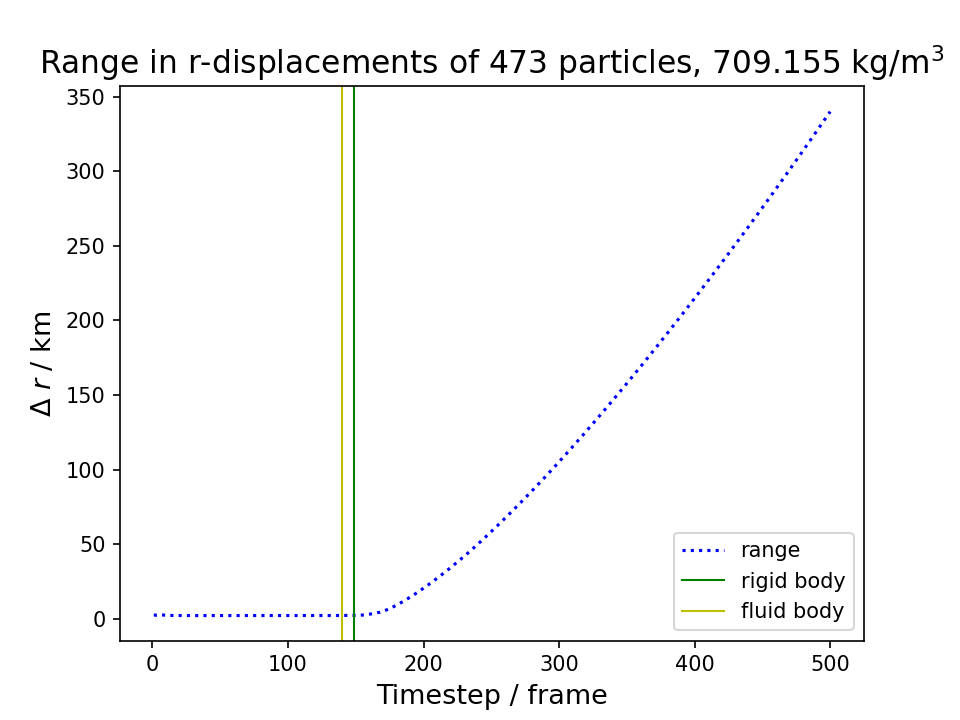 Range in r-displacements of 473 particles, 709.155 kg/m³
350
300
250
200
150
100
50
0
Δ r / km
0 100 200 300 400 500
Timestep / frame
range
rigid body
fluid body